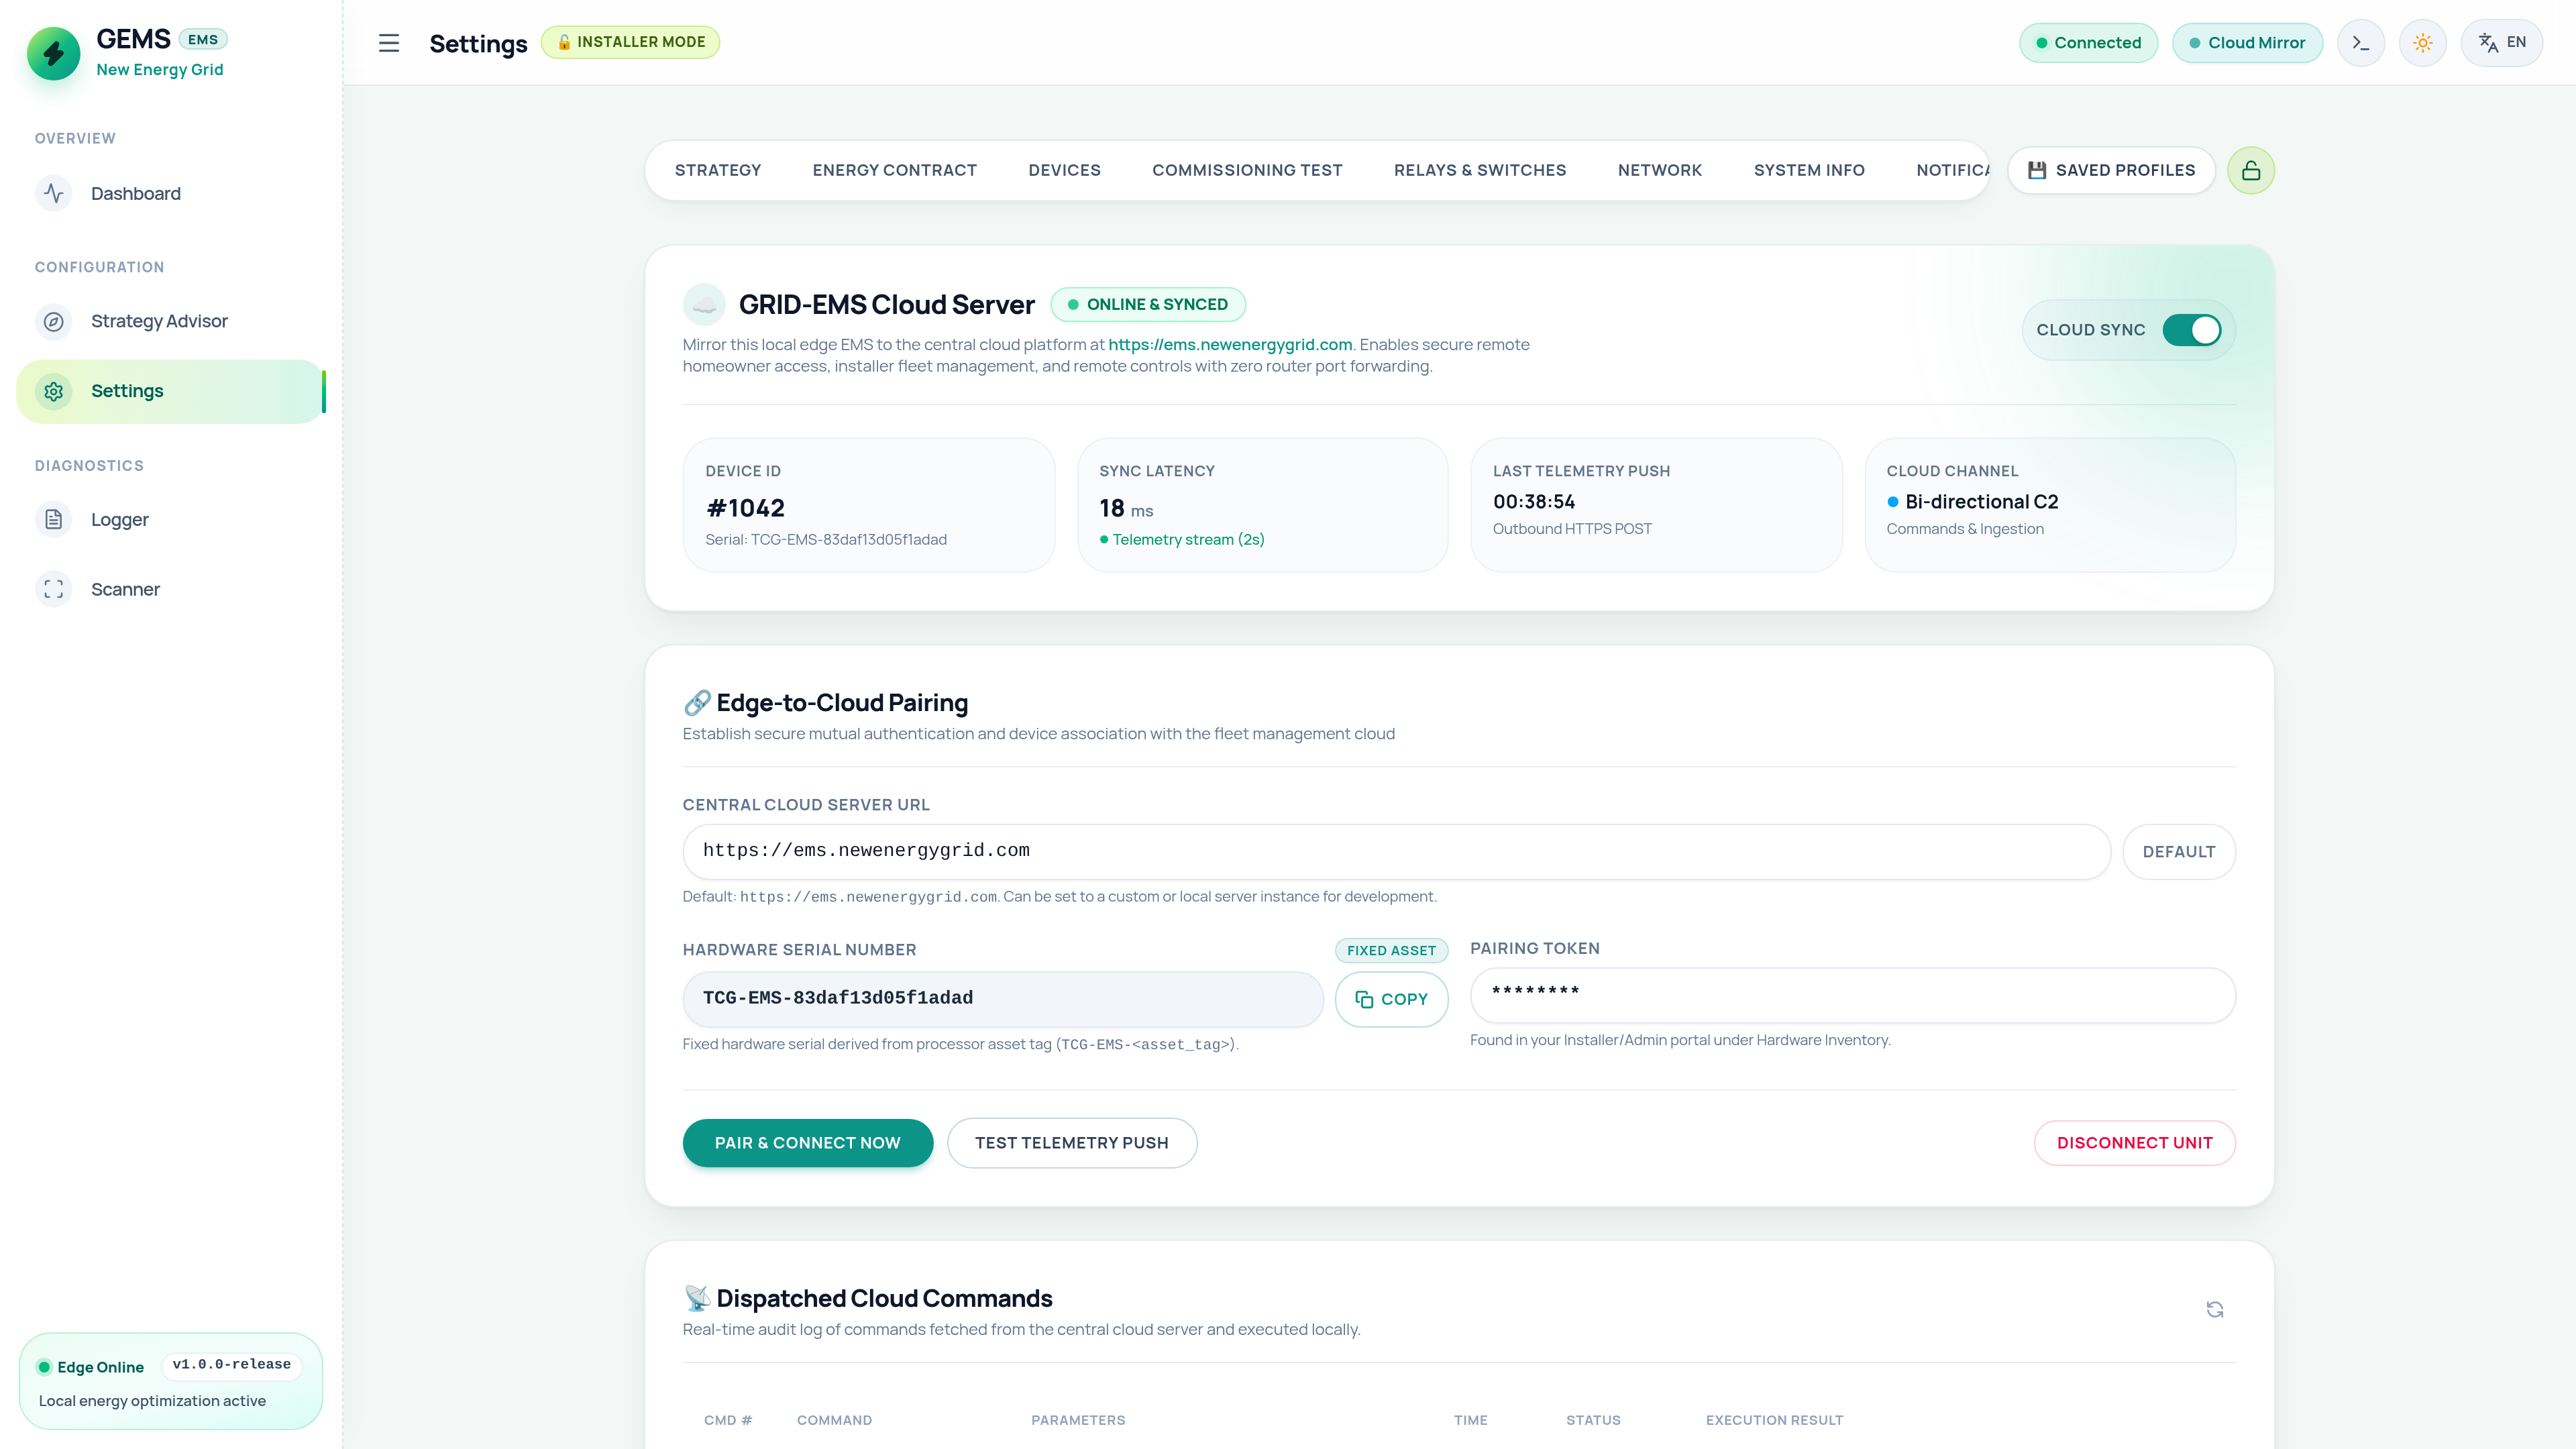 GEMS EMS
New Energy Grid
OVERVIEW
Dashboard
CONFIGURATION
Strategy Advisor
Settings
DIAGNOSTICS
Logger
Scanner
Edge Online v1.0.0-release
Local energy optimization active
Settings INSTALLER MODE
Connected Cloud Mirror EN
STRATEGY ENERGY CONTRACT DEVICES COMMISSIONING TEST RELAYS & SWITCHES NETWORK SYSTEM INFO NOTIFICA
SAVED PROFILES
GRID-EMS Cloud Server ONLINE & SYNCED
Mirror this local edge EMS to the central cloud platform at https://ems.newenergygrid.com. Enables secure remote
homeowner access, installer fleet management, and remote controls with zero router port forwarding.
CLOUD SYNC
DEVICE ID
#1042
Serial: TCG-EMS-83daf13d05f1adad
SYNC LATENCY
18 ms
Telemetry stream (2s)
LAST TELEMETRY PUSH
00:38:54
Outbound HTTPS POST
CLOUD CHANNEL
Bi-directional C2
Commands & Ingestion
Edge-to-Cloud Pairing
Establish secure mutual authentication and device association with the fleet management cloud
CENTRAL CLOUD SERVER URL
https://ems.newenergygrid.com DEFAULT
Default: https://ems.newenergygrid.com. Can be set to a custom or local server instance for development.
HARDWARE SERIAL NUMBER FIXED ASSET
TCG-EMS-83daf13d05f1adad COPY
Fixed hardware serial derived from processor asset tag (TCG-EMS-<asset_tag>).
PAIRING TOKEN
********
Found in your Installer/Admin portal under Hardware Inventory.
PAIR & CONNECT NOW TEST TELEMETRY PUSH DISCONNECT UNIT
Dispatched Cloud Commands
Real-time audit log of commands fetched from the central cloud server and executed locally.
CMD # COMMAND PARAMETERS TIME STATUS EXECUTION RESULT